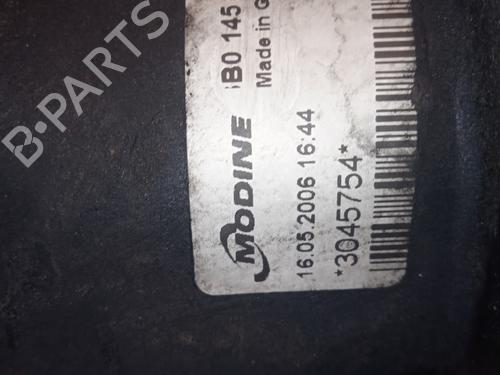 B·PARTS
B0 145
Made in G
MODINE
16.05.2006 16:44
*3045754*